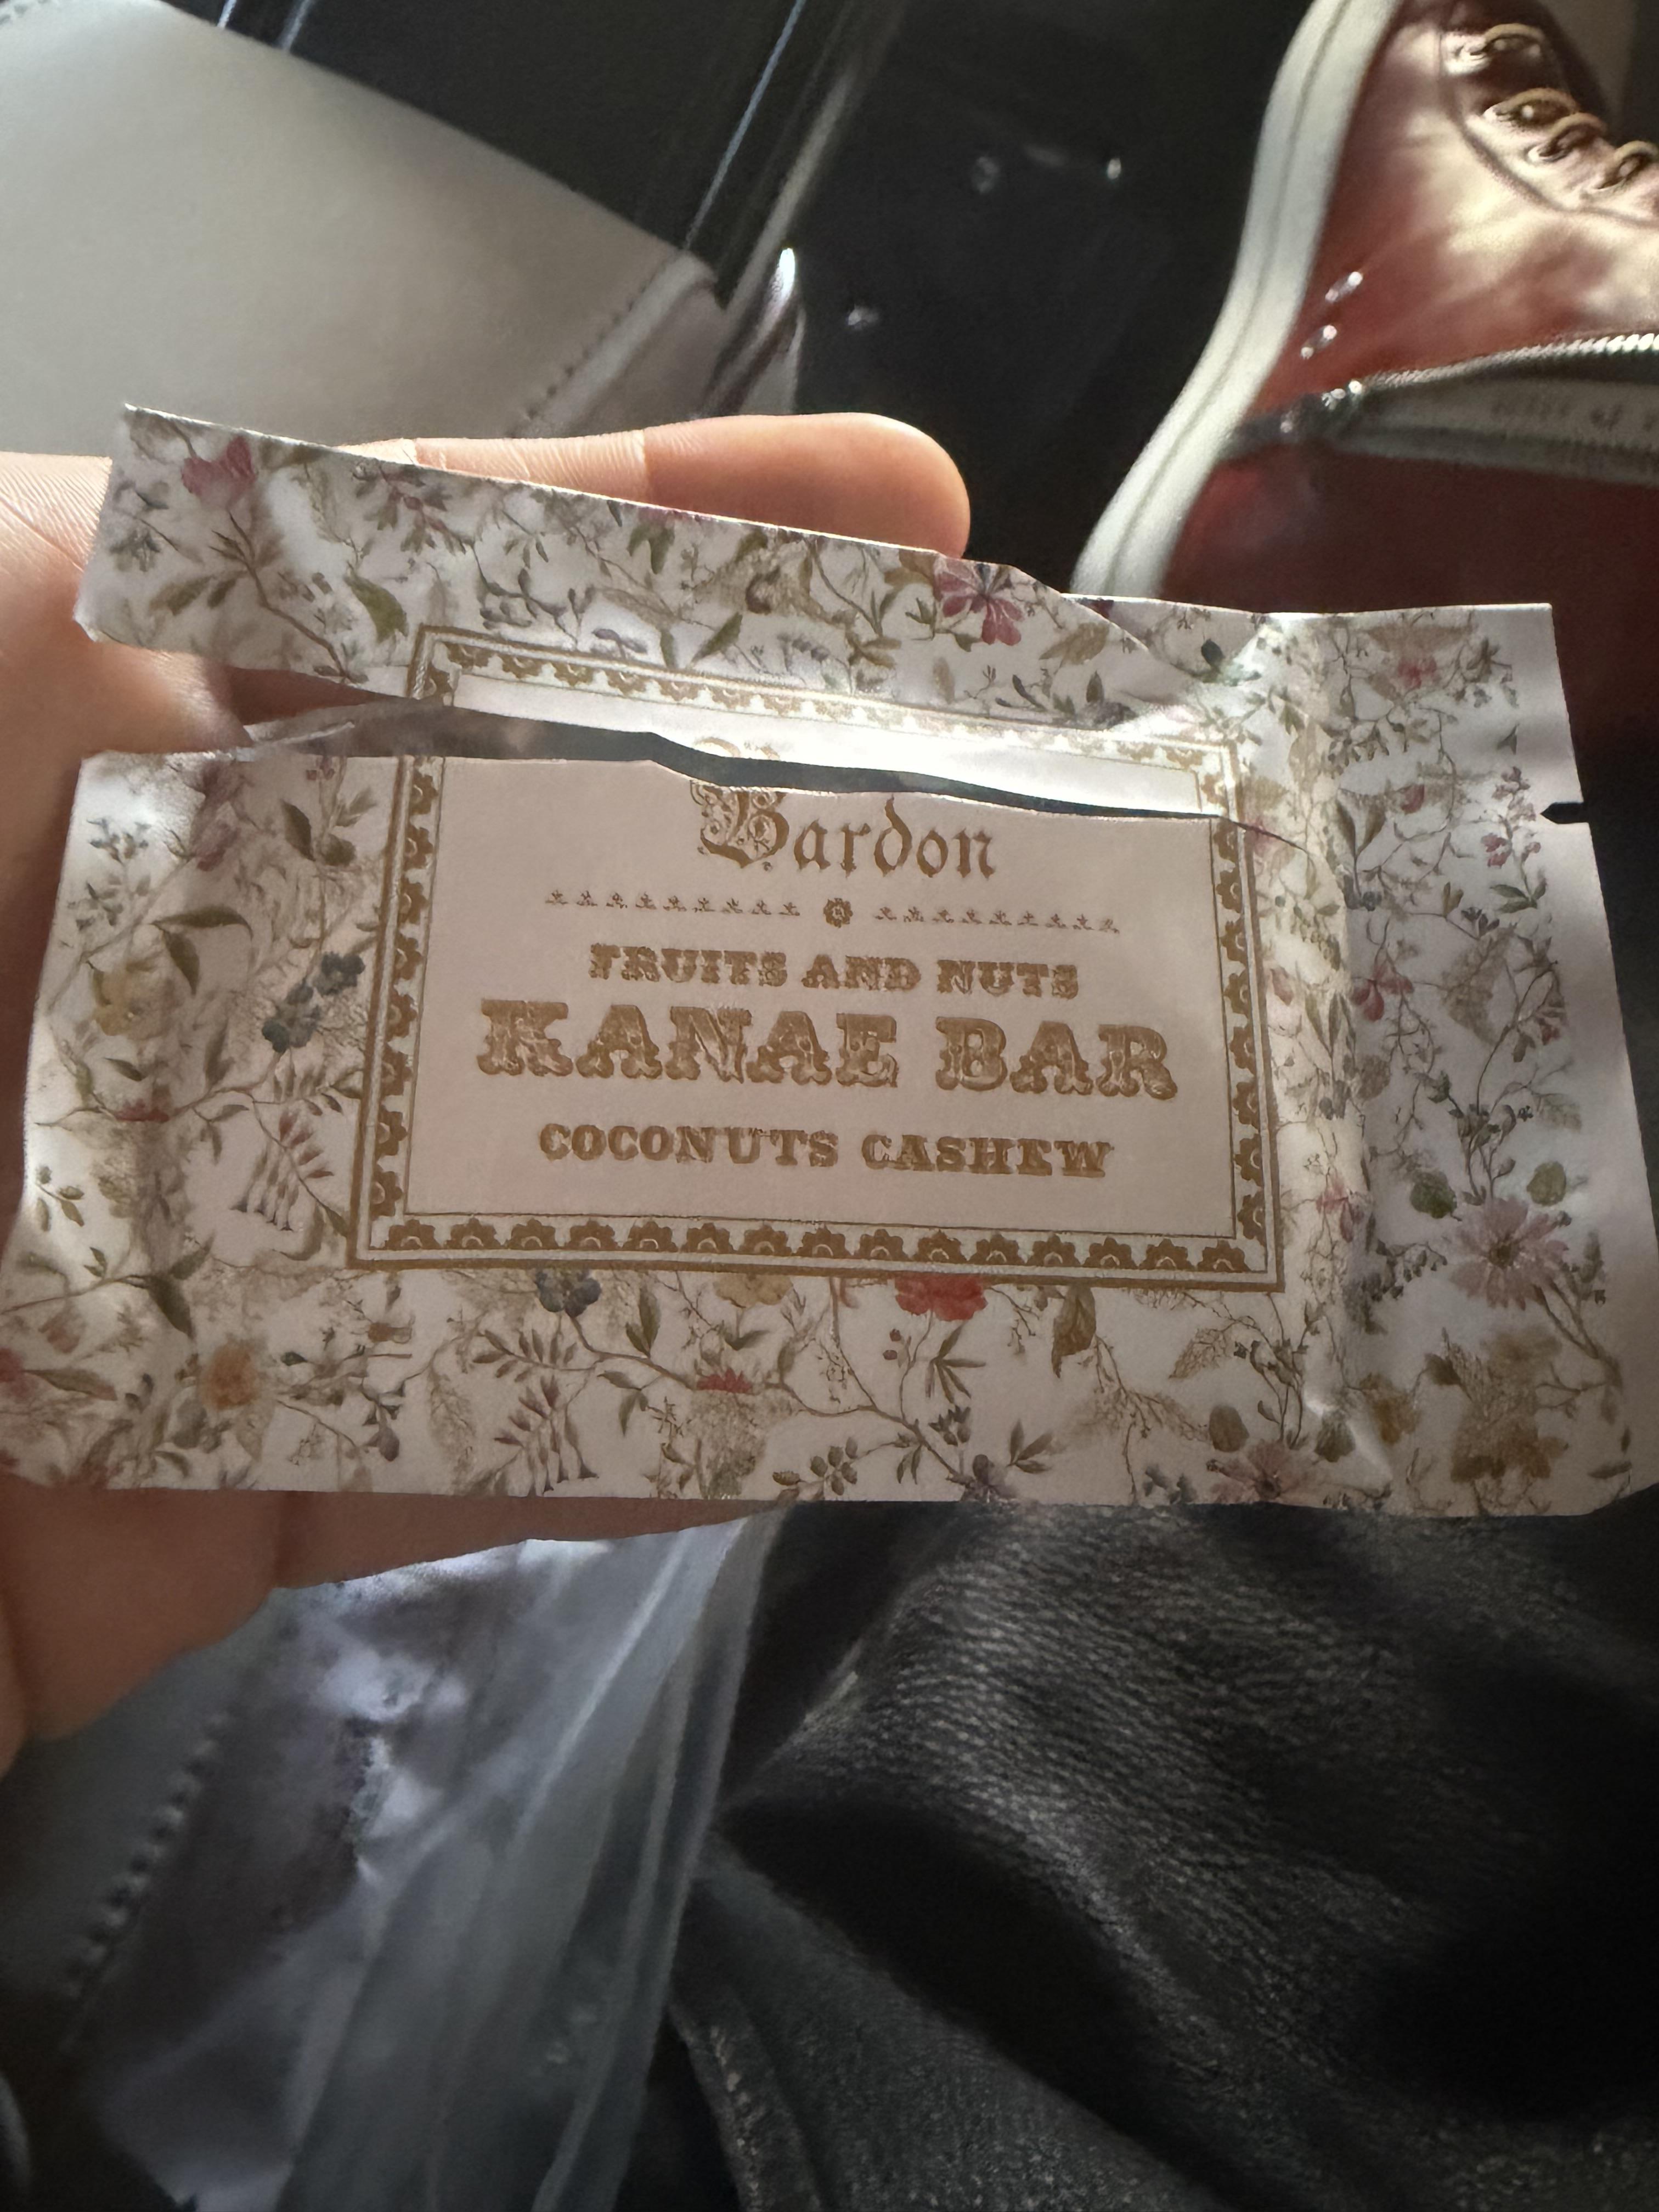 Bardon
FRUITS AND NUTS
KANAE BAR
COCONUTS CASHEW